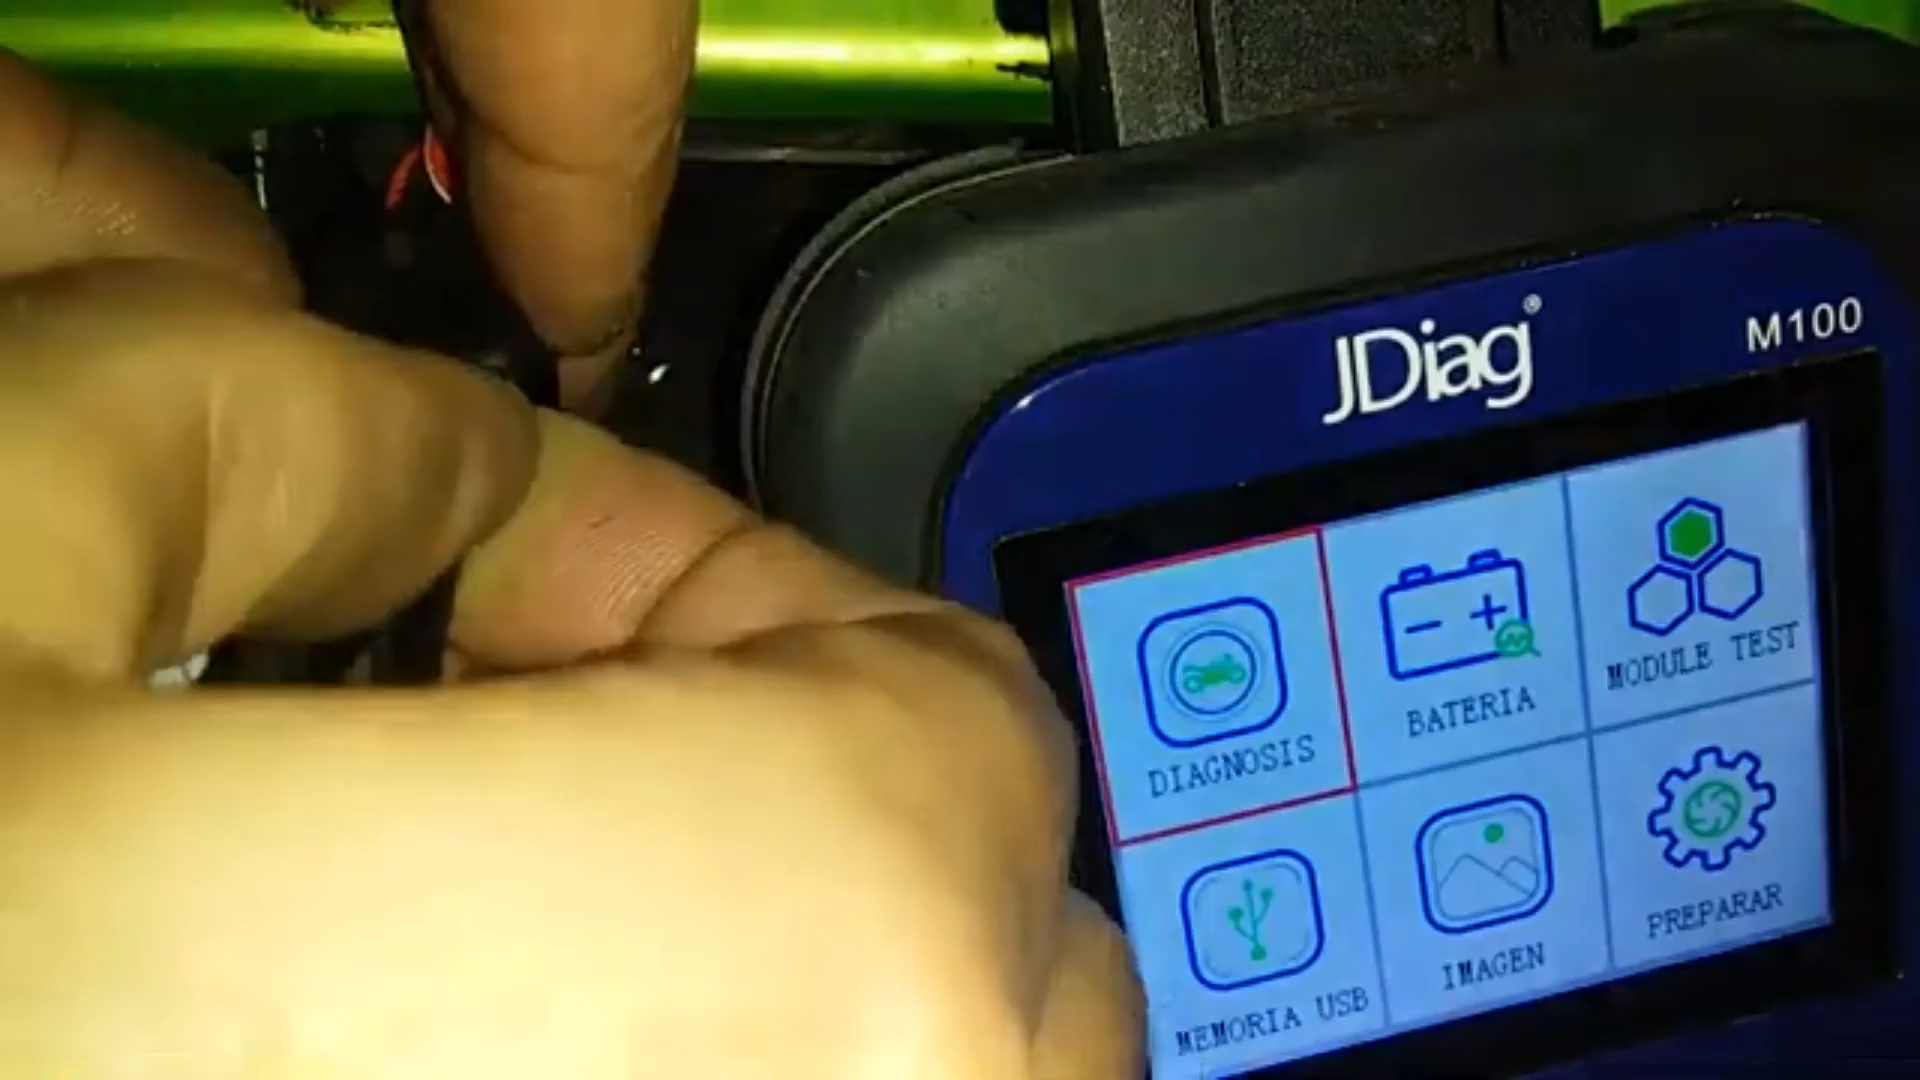 JDiag®
M100
DIAGNOSIS
BATERIA
MODULE TEST
MEMORIA USB
IMAGEN
PREPARAR